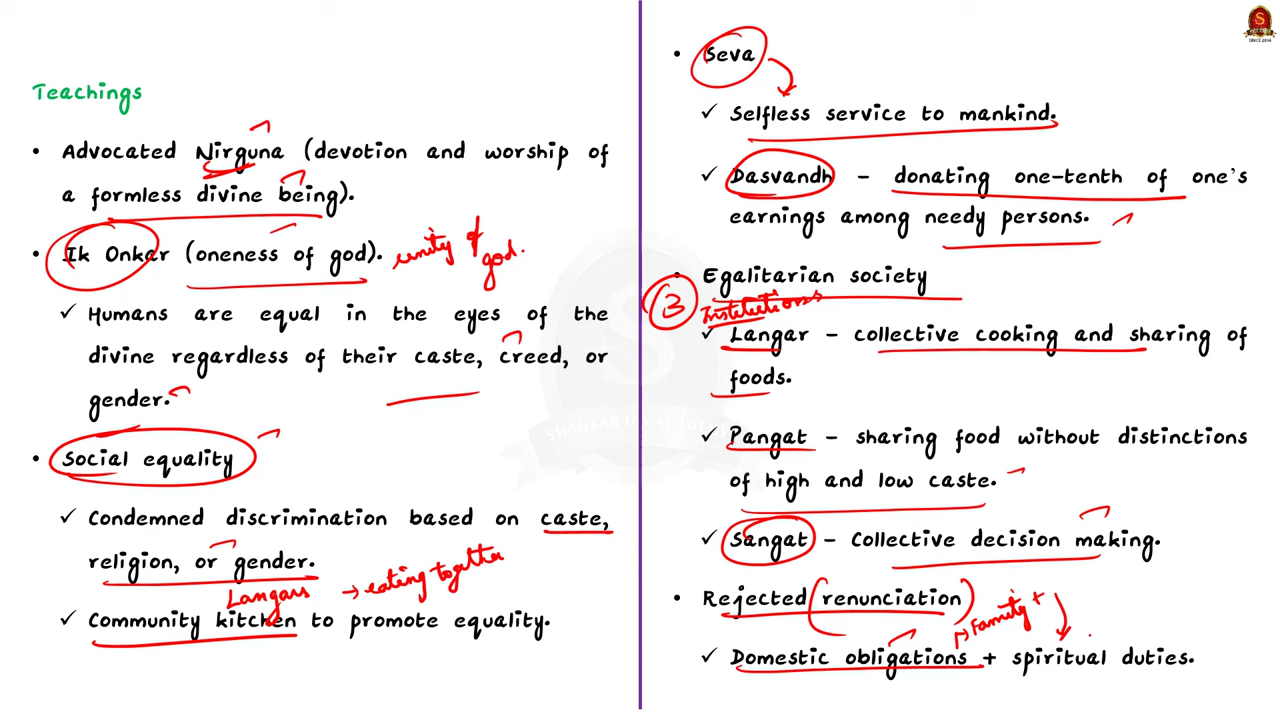 Teachings
• Advocated Nirguna (devotion and worship of
a formless divine being).
• Ik Onkar (oneness of god). unity of
god.
✓ Humans are equal in the eyes of the
divine regardless of their caste, creed, or
gender.
• Social equality
✓ Condemned discrimination based on caste,
religion, or gender.
Langars → eating together
✓ Community kitchen to promote equality.
• Seva
✓ Selfless service to mankind.
✓ Dasvandh – donating one-tenth of one's
earnings among needy persons.
• Egalitarian society
3 Institutions
✓ Langar – collective cooking and sharing of
foods.
✓ Pangat – sharing food without distinctions
of high and low caste.
✓ Sangat – Collective decision making.
• Rejected (renunciation)
Family +
✓ Domestic obligations + spiritual duties.
S
SINCE 2004
SHANKAR IAS ACADEMY